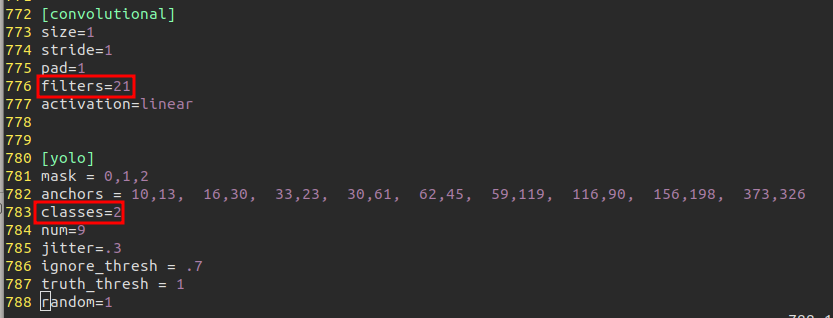 772 [convolutional]
773 size=1
774 stride=1
775 pad=1
776 filters=21
777 activation=linear
778
779
780 [yolo]
781 mask = 0,1,2
782 anchors = 10,13,  16,30,  33,23,  30,61,  62,45,  59,119,  116,90,  156,198,  373,326
783 classes=2
784 num=9
785 jitter=.3
786 ignore_thresh = .7
787 truth_thresh = 1
788 random=1